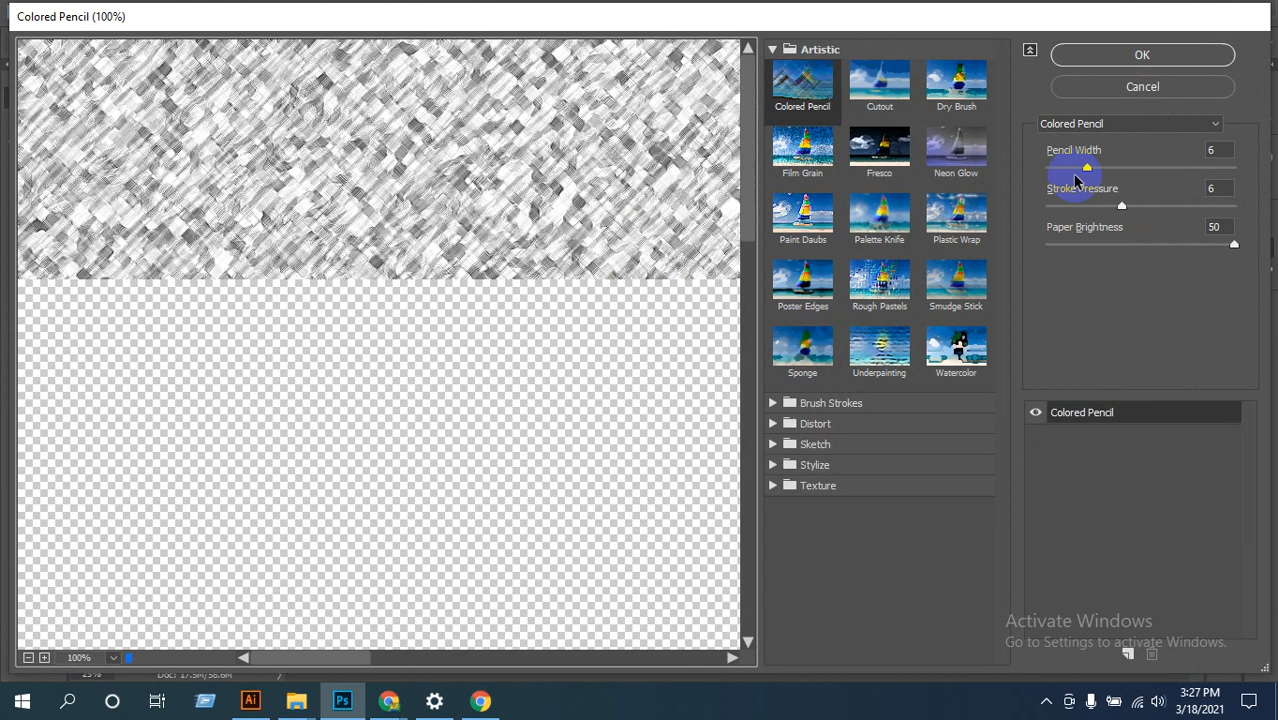 Colored Pencil (100%)
Artistic
Colored Pencil
Cutout
Dry Brush
Film Grain
Fresco
Neon Glow
Paint Daubs
Palette Knife
Plastic Wrap
Poster Edges
Rough Pastels
Smudge Stick
Sponge
Underpainting
Watercolor
Brush Strokes
Distort
Sketch
Stylize
Texture
OK
Cancel
Colored Pencil
Pencil Width 6
Stroke Pressure 6
Paper Brightness 50
Colored Pencil
Activate Windows
Go to Settings to activate Windows.
100%
Ai
Ps
3:27 PM
3/18/2021